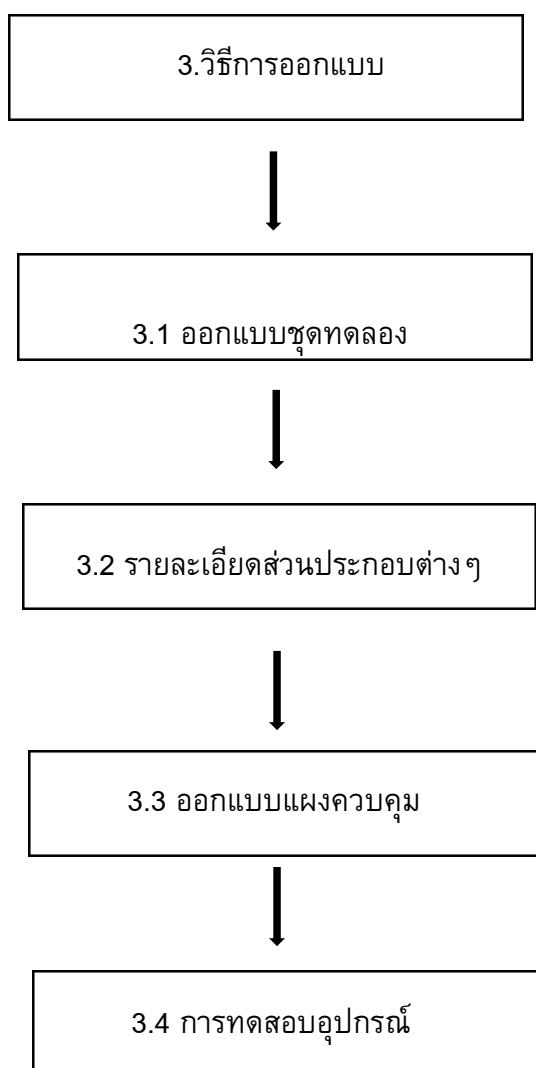 3.วิธีการออกแบบ
3.1 ออกแบบชุดทดลอง
3.2 รายละเอียดส่วนประกอบต่างๆ
3.3 ออกแบบแผงควบคุม
3.4 การทดสอบอุปกรณ์